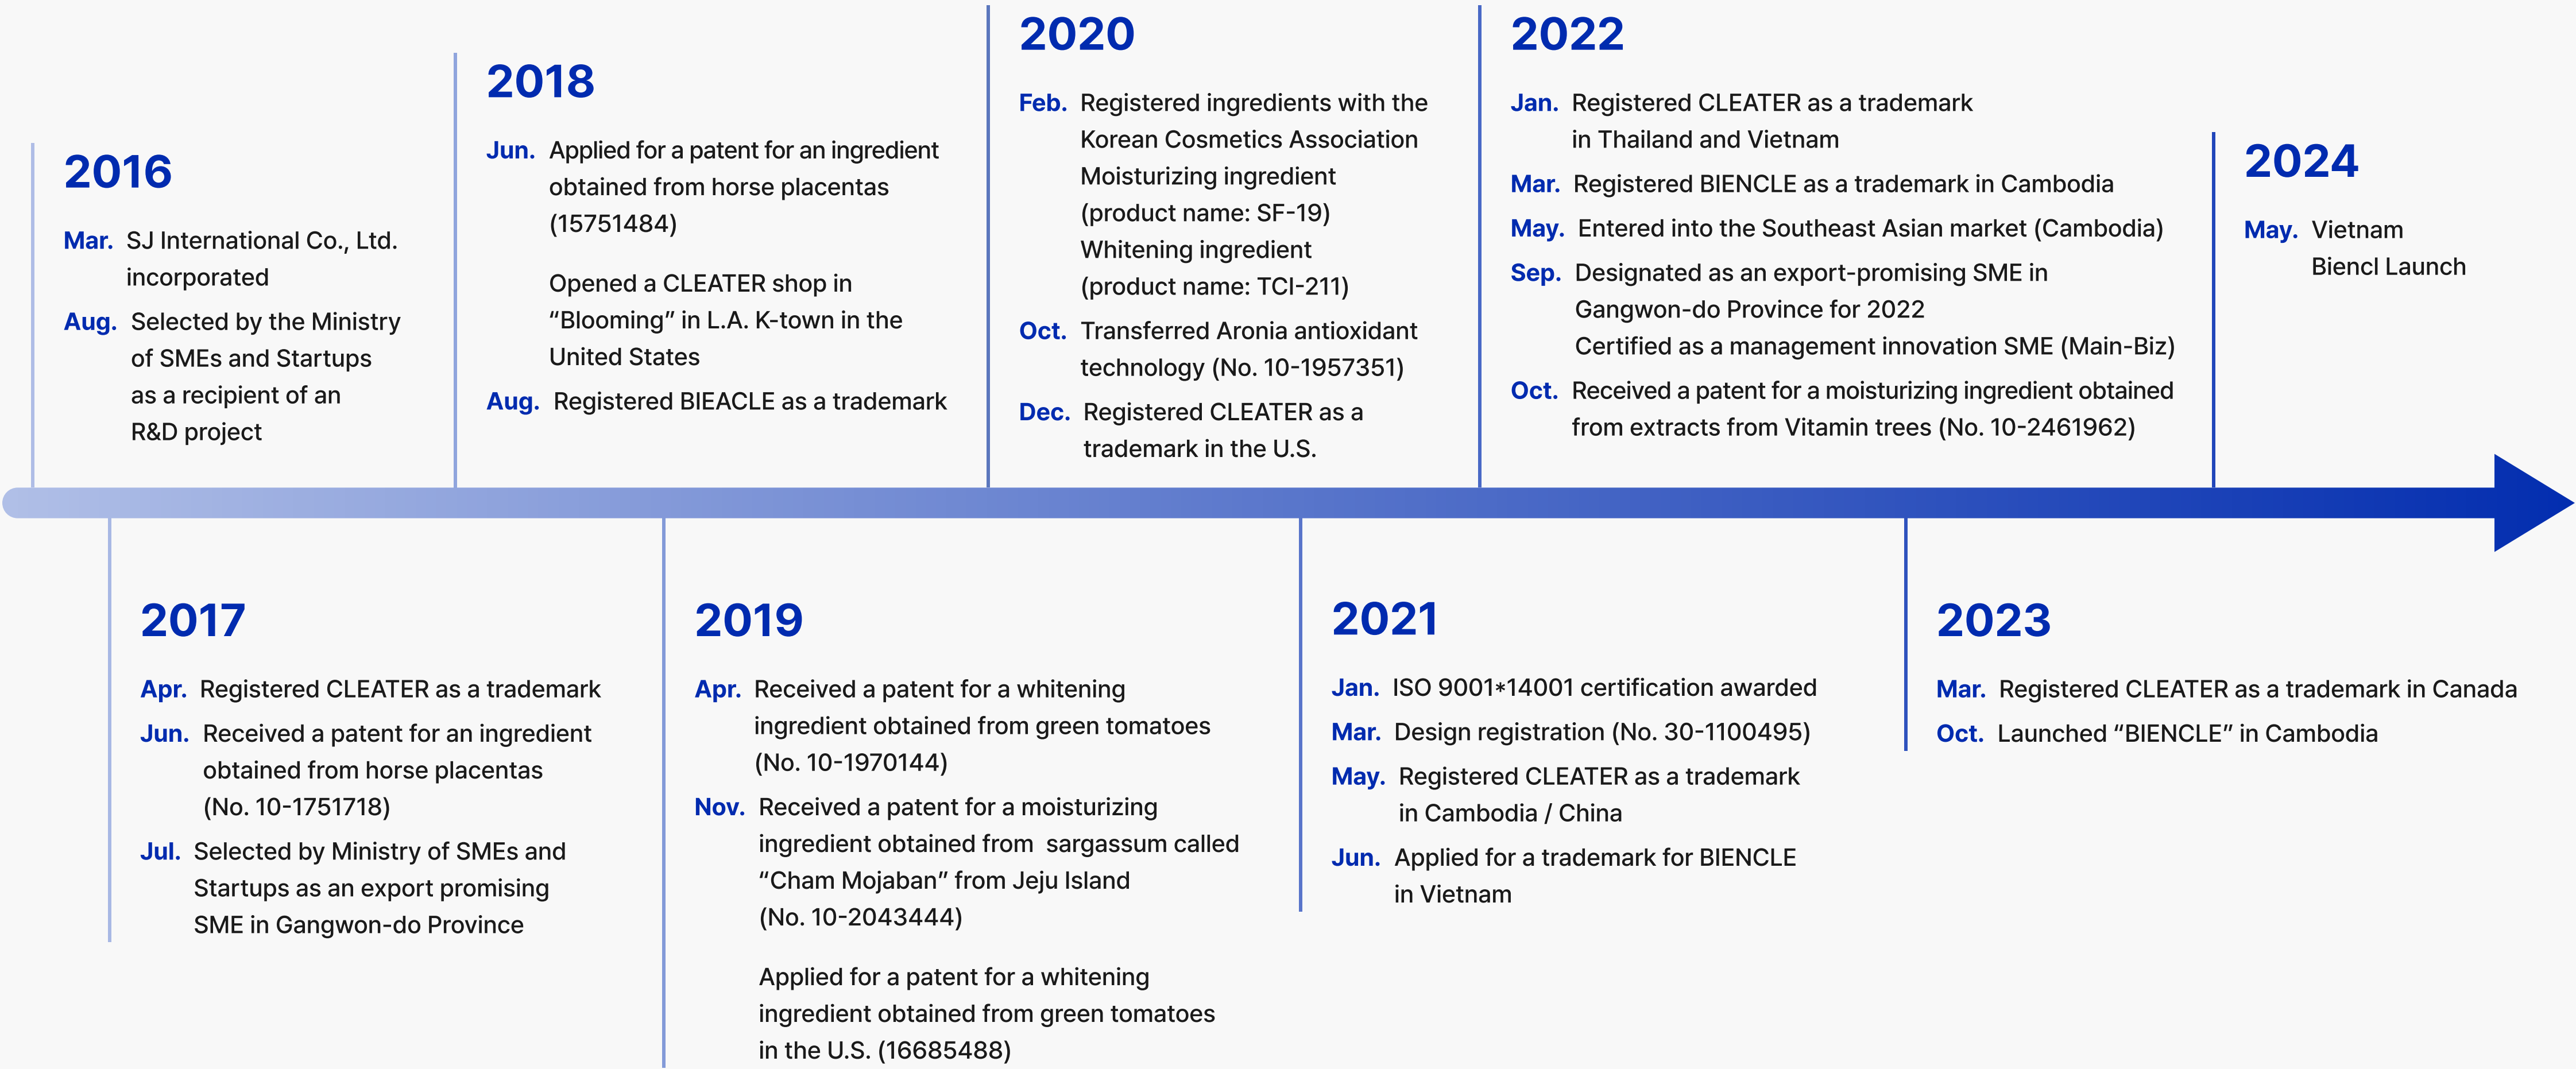 2016
Mar. SJ International Co., Ltd.
incorporated
Aug. Selected by the Ministry
of SMEs and Startups
as a recipient of an
R&D project
2017
Apr. Registered CLEATER as a trademark
Jun. Received a patent for an ingredient
obtained from horse placentas
(No. 10-1751718)
Jul. Selected by Ministry of SMEs and
Startups as an export promising
SME in Gangwon-do Province
2018
Jun. Applied for a patent for an ingredient
obtained from horse placentas
(15751484)
Opened a CLEATER shop in
“Blooming” in L.A. K-town in the
United States
Aug. Registered BIEACLE as a trademark
2019
Apr. Received a patent for a whitening
ingredient obtained from green tomatoes
(No. 10-1970144)
Nov. Received a patent for a moisturizing
ingredient obtained from sargassum called
“Cham Mojaban” from Jeju Island
(No. 10-2043444)
Applied for a patent for a whitening
ingredient obtained from green tomatoes
in the U.S. (16685488)
2020
Feb. Registered ingredients with the
Korean Cosmetics Association
Moisturizing ingredient
(product name: SF-19)
Whitening ingredient
(product name: TCI-211)
Oct. Transferred Aronia antioxidant
technology (No. 10-1957351)
Dec. Registered CLEATER as a
trademark in the U.S.
2021
Jan. ISO 9001*14001 certification awarded
Mar. Design registration (No. 30-1100495)
May. Registered CLEATER as a trademark
in Cambodia / China
Jun. Applied for a trademark for BIENCLE
in Vietnam
2022
Jan. Registered CLEATER as a trademark
in Thailand and Vietnam
Mar. Registered BIENCLE as a trademark in Cambodia
May. Entered into the Southeast Asian market (Cambodia)
Sep. Designated as an export-promising SME in
Gangwon-do Province for 2022
Certified as a management innovation SME (Main-Biz)
Oct. Received a patent for a moisturizing ingredient obtained
from extracts from Vitamin trees (No. 10-2461962)
2023
Mar. Registered CLEATER as a trademark in Canada
Oct. Launched “BIENCLE” in Cambodia
2024
May. Vietnam
Biencl Launch